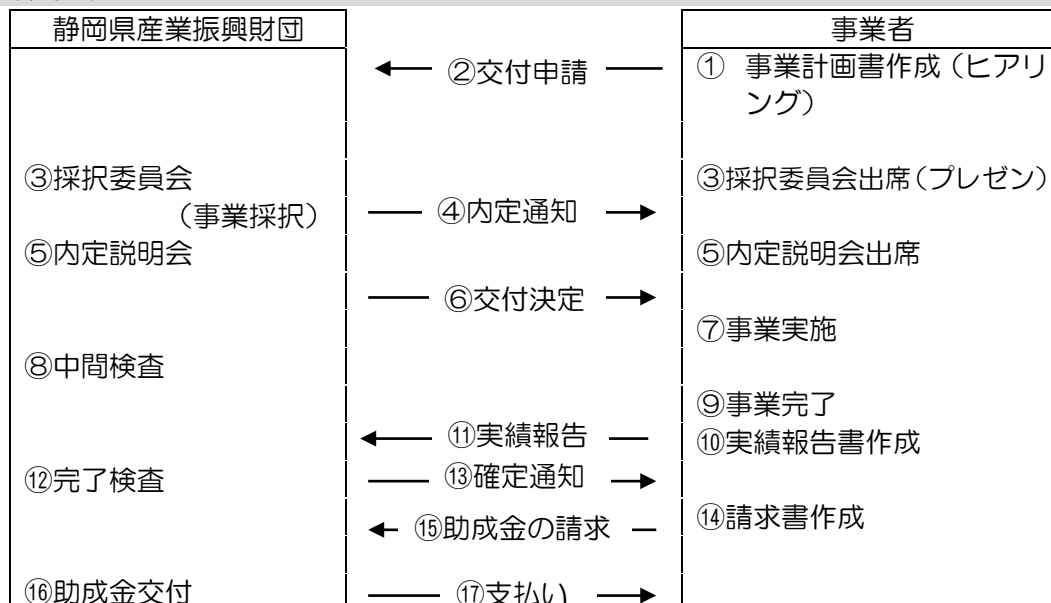 静岡県産業振興財団
事業者
②交付申請
① 事業計画書作成（ヒアリ
ング）
③採択委員会
（事業採択）
③採択委員会出席（プレゼン）
④内定通知
⑤内定説明会
⑤内定説明会出席
⑥交付決定
⑦事業実施
⑧中間検査
⑨事業完了
⑪実績報告
⑩実績報告書作成
⑫完了検査
⑬確定通知
⑭請求書作成
⑮助成金の請求
⑯助成金交付
⑰支払い